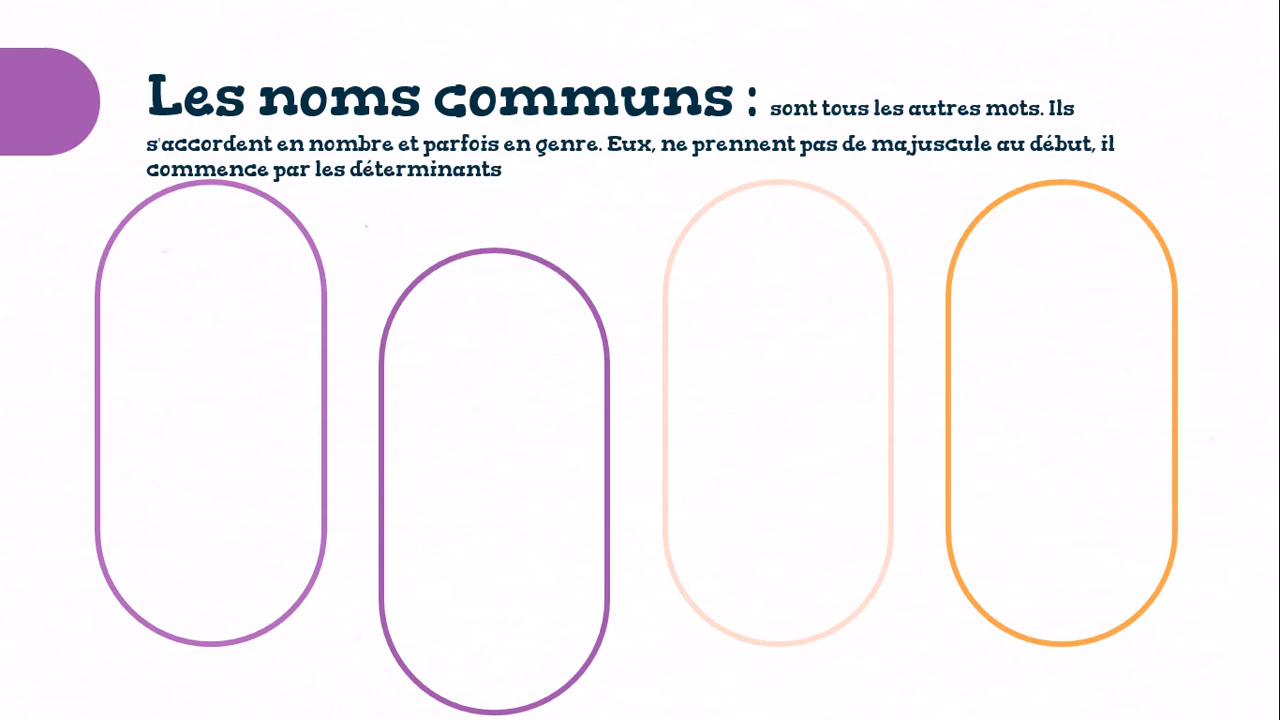 Les noms communs : sont tous les autres mots. Ils
s'accordent en nombre et parfois en genre. Eux, ne prennent pas de majuscule au début, il
commence par les déterminants